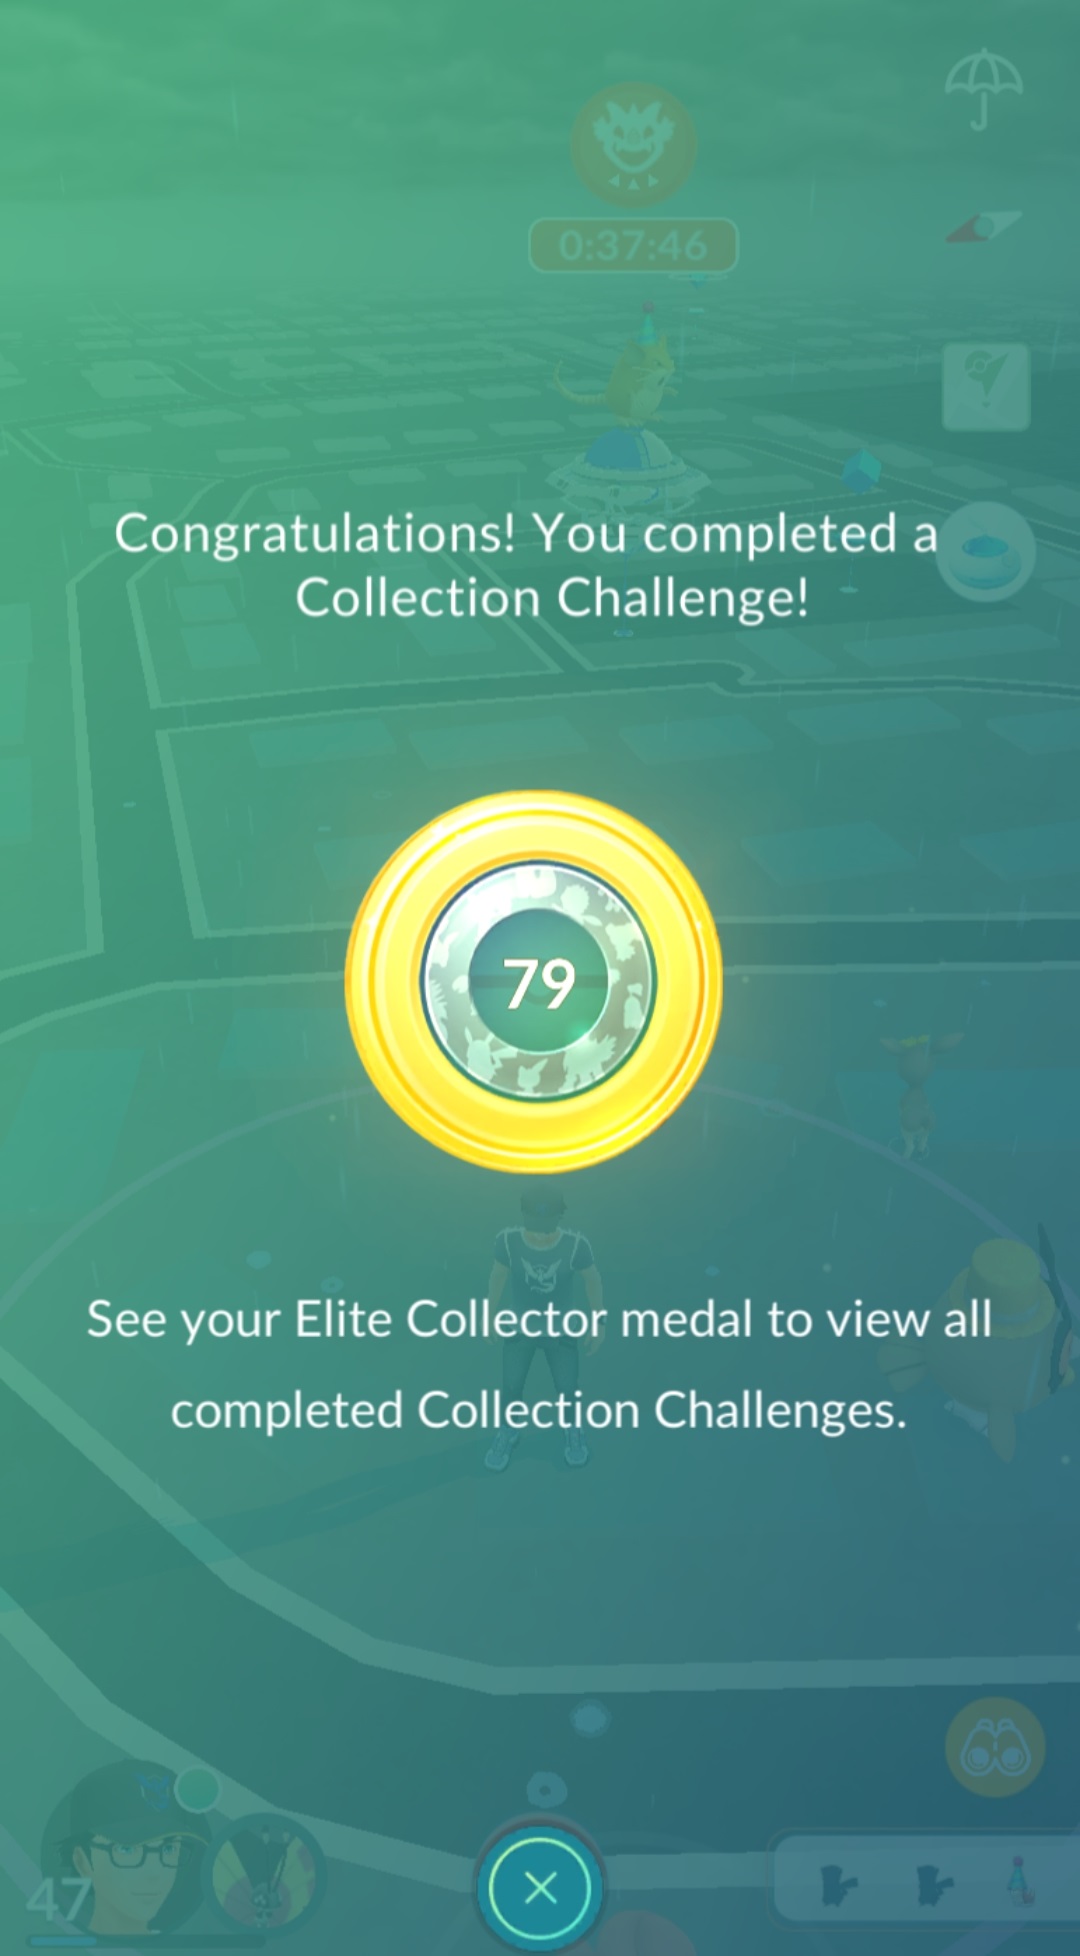 0:37:46
Congratulations! You completed a
Collection Challenge!
79
See your Elite Collector medal to view all
completed Collection Challenges.
47